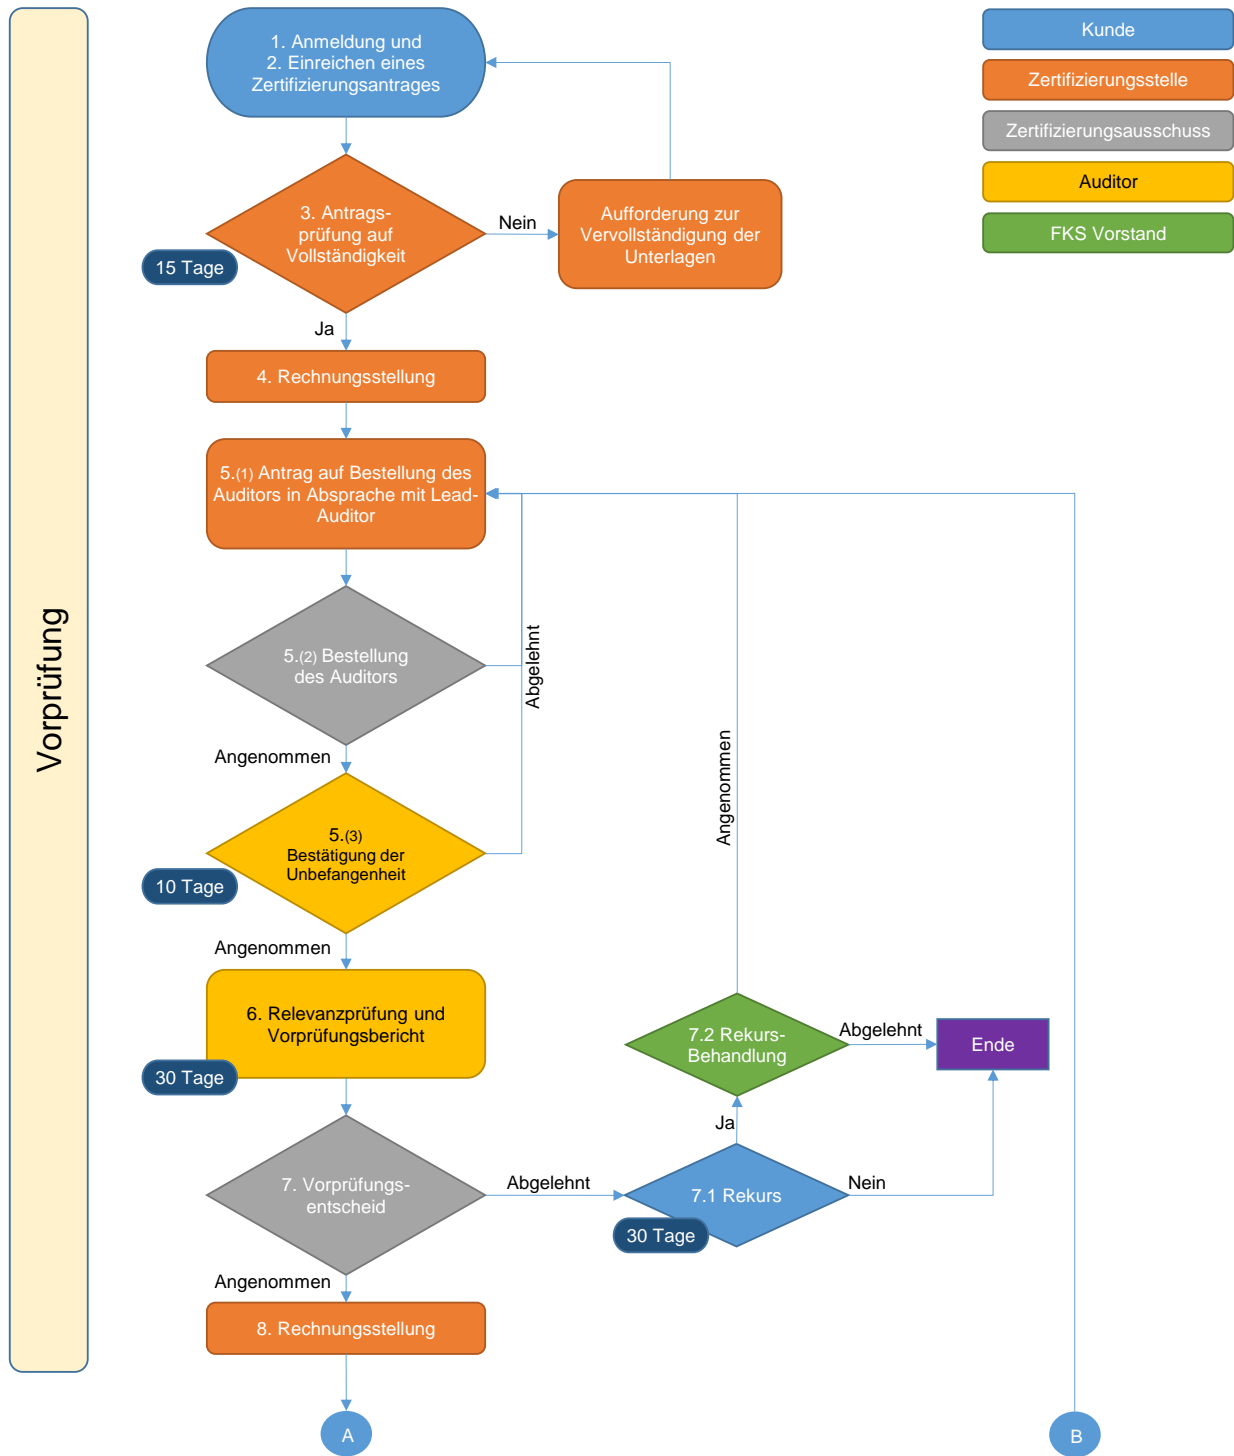 Vorprüfung
1. Anmeldung und
2. Einreichen eines
Zertifizierungsantrages
Kunde
Zertifizierungsstelle
Zertifizierungsausschuss
Auditor
FKS Vorstand
3. Antrags-
prüfung auf
Vollständigkeit
15 Tage
Nein
Aufforderung zur
Vervollständigung der
Unterlagen
Ja
4. Rechnungsstellung
5.(1) Antrag auf Bestellung des
Auditors in Absprache mit Lead-
Auditor
5.(2) Bestellung
des Auditors
Abgelehnt
Angenommen
5.(3)
Bestätigung der
Unbefangenheit
10 Tage
Angenommen
Angenommen
6. Relevanzprüfung und
Vorprüfungsbericht
30 Tage
7.2 Rekurs-
Behandlung
Abgelehnt
Ende
Ja
7. Vorprüfungs-
entscheid
Abgelehnt
7.1 Rekurs
30 Tage
Nein
Angenommen
8. Rechnungsstellung
A
B